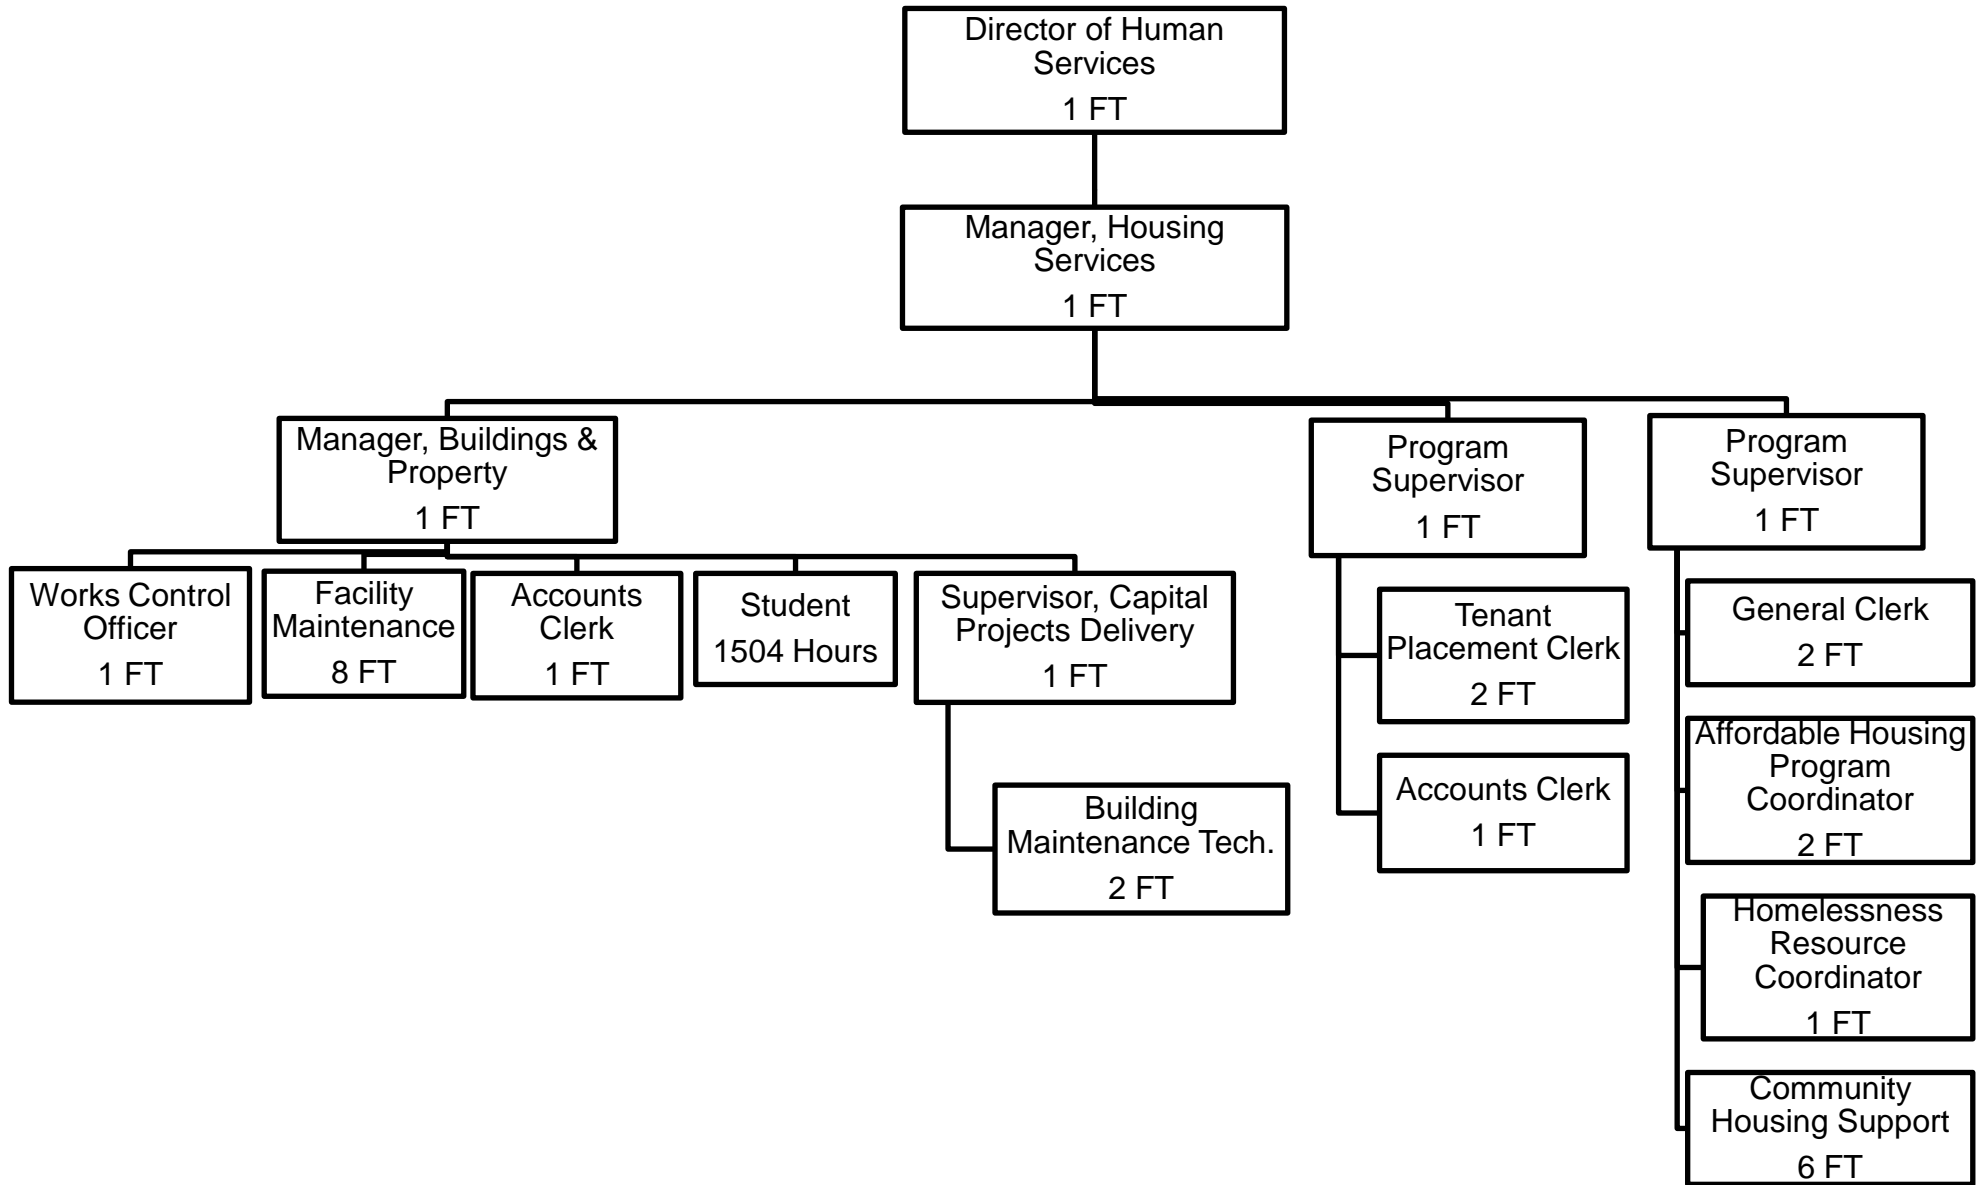 Director of Human
Services
1 FT
Manager, Housing
Services
1 FT
Manager, Buildings &
Property
1 FT
Program
Supervisor
1 FT
Program
Supervisor
1 FT
Works Control
Officer
1 FT
Facility
Maintenance
8 FT
Accounts
Clerk
1 FT
Student
1504 Hours
Supervisor, Capital
Projects Delivery
1 FT
Building
Maintenance Tech.
2 FT
Tenant
Placement Clerk
2 FT
Accounts Clerk
1 FT
General Clerk
2 FT
Affordable Housing
Program
Coordinator
2 FT
Homelessness
Resource
Coordinator
1 FT
Community
Housing Support
6 FT